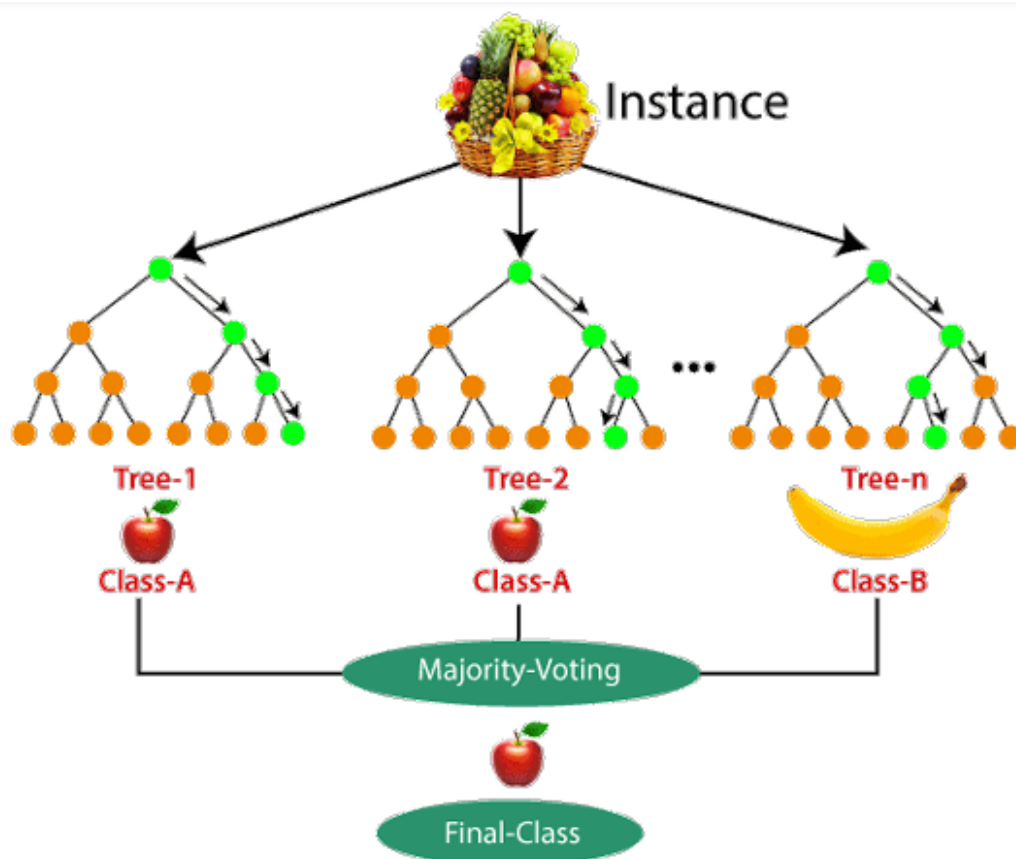 Instance
Tree-1
Tree-2
Tree-n
Class-A
Class-A
Class-B
Majority-Voting
Final-Class